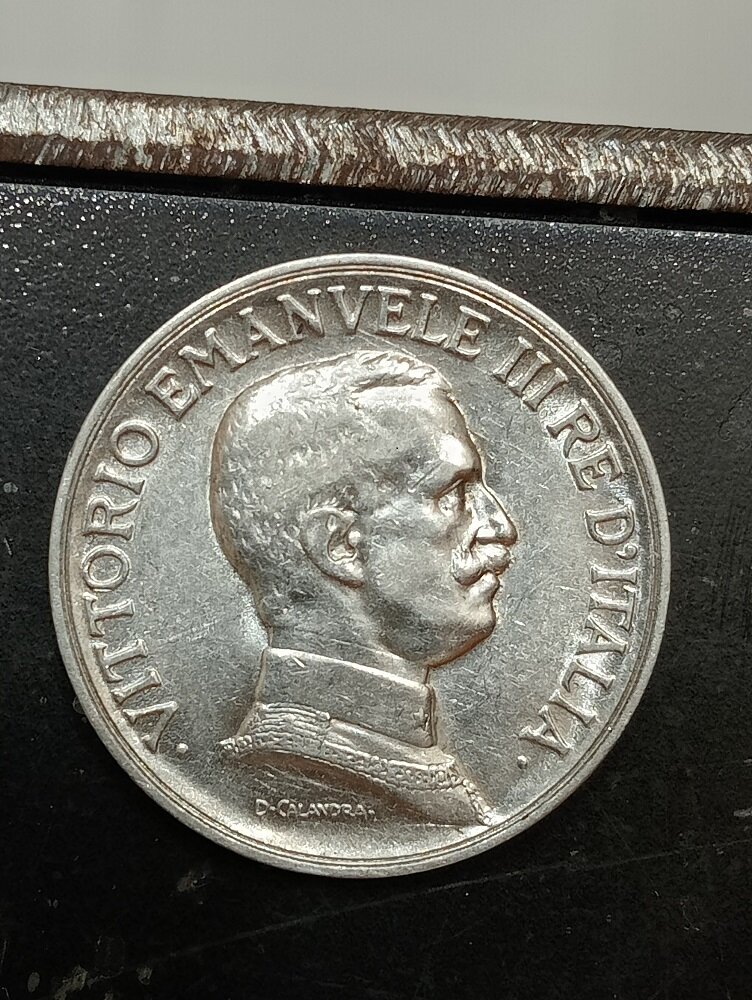 · VITTORIO EMANVELE III RE D'ITALIA ·
D·CALANDRA·